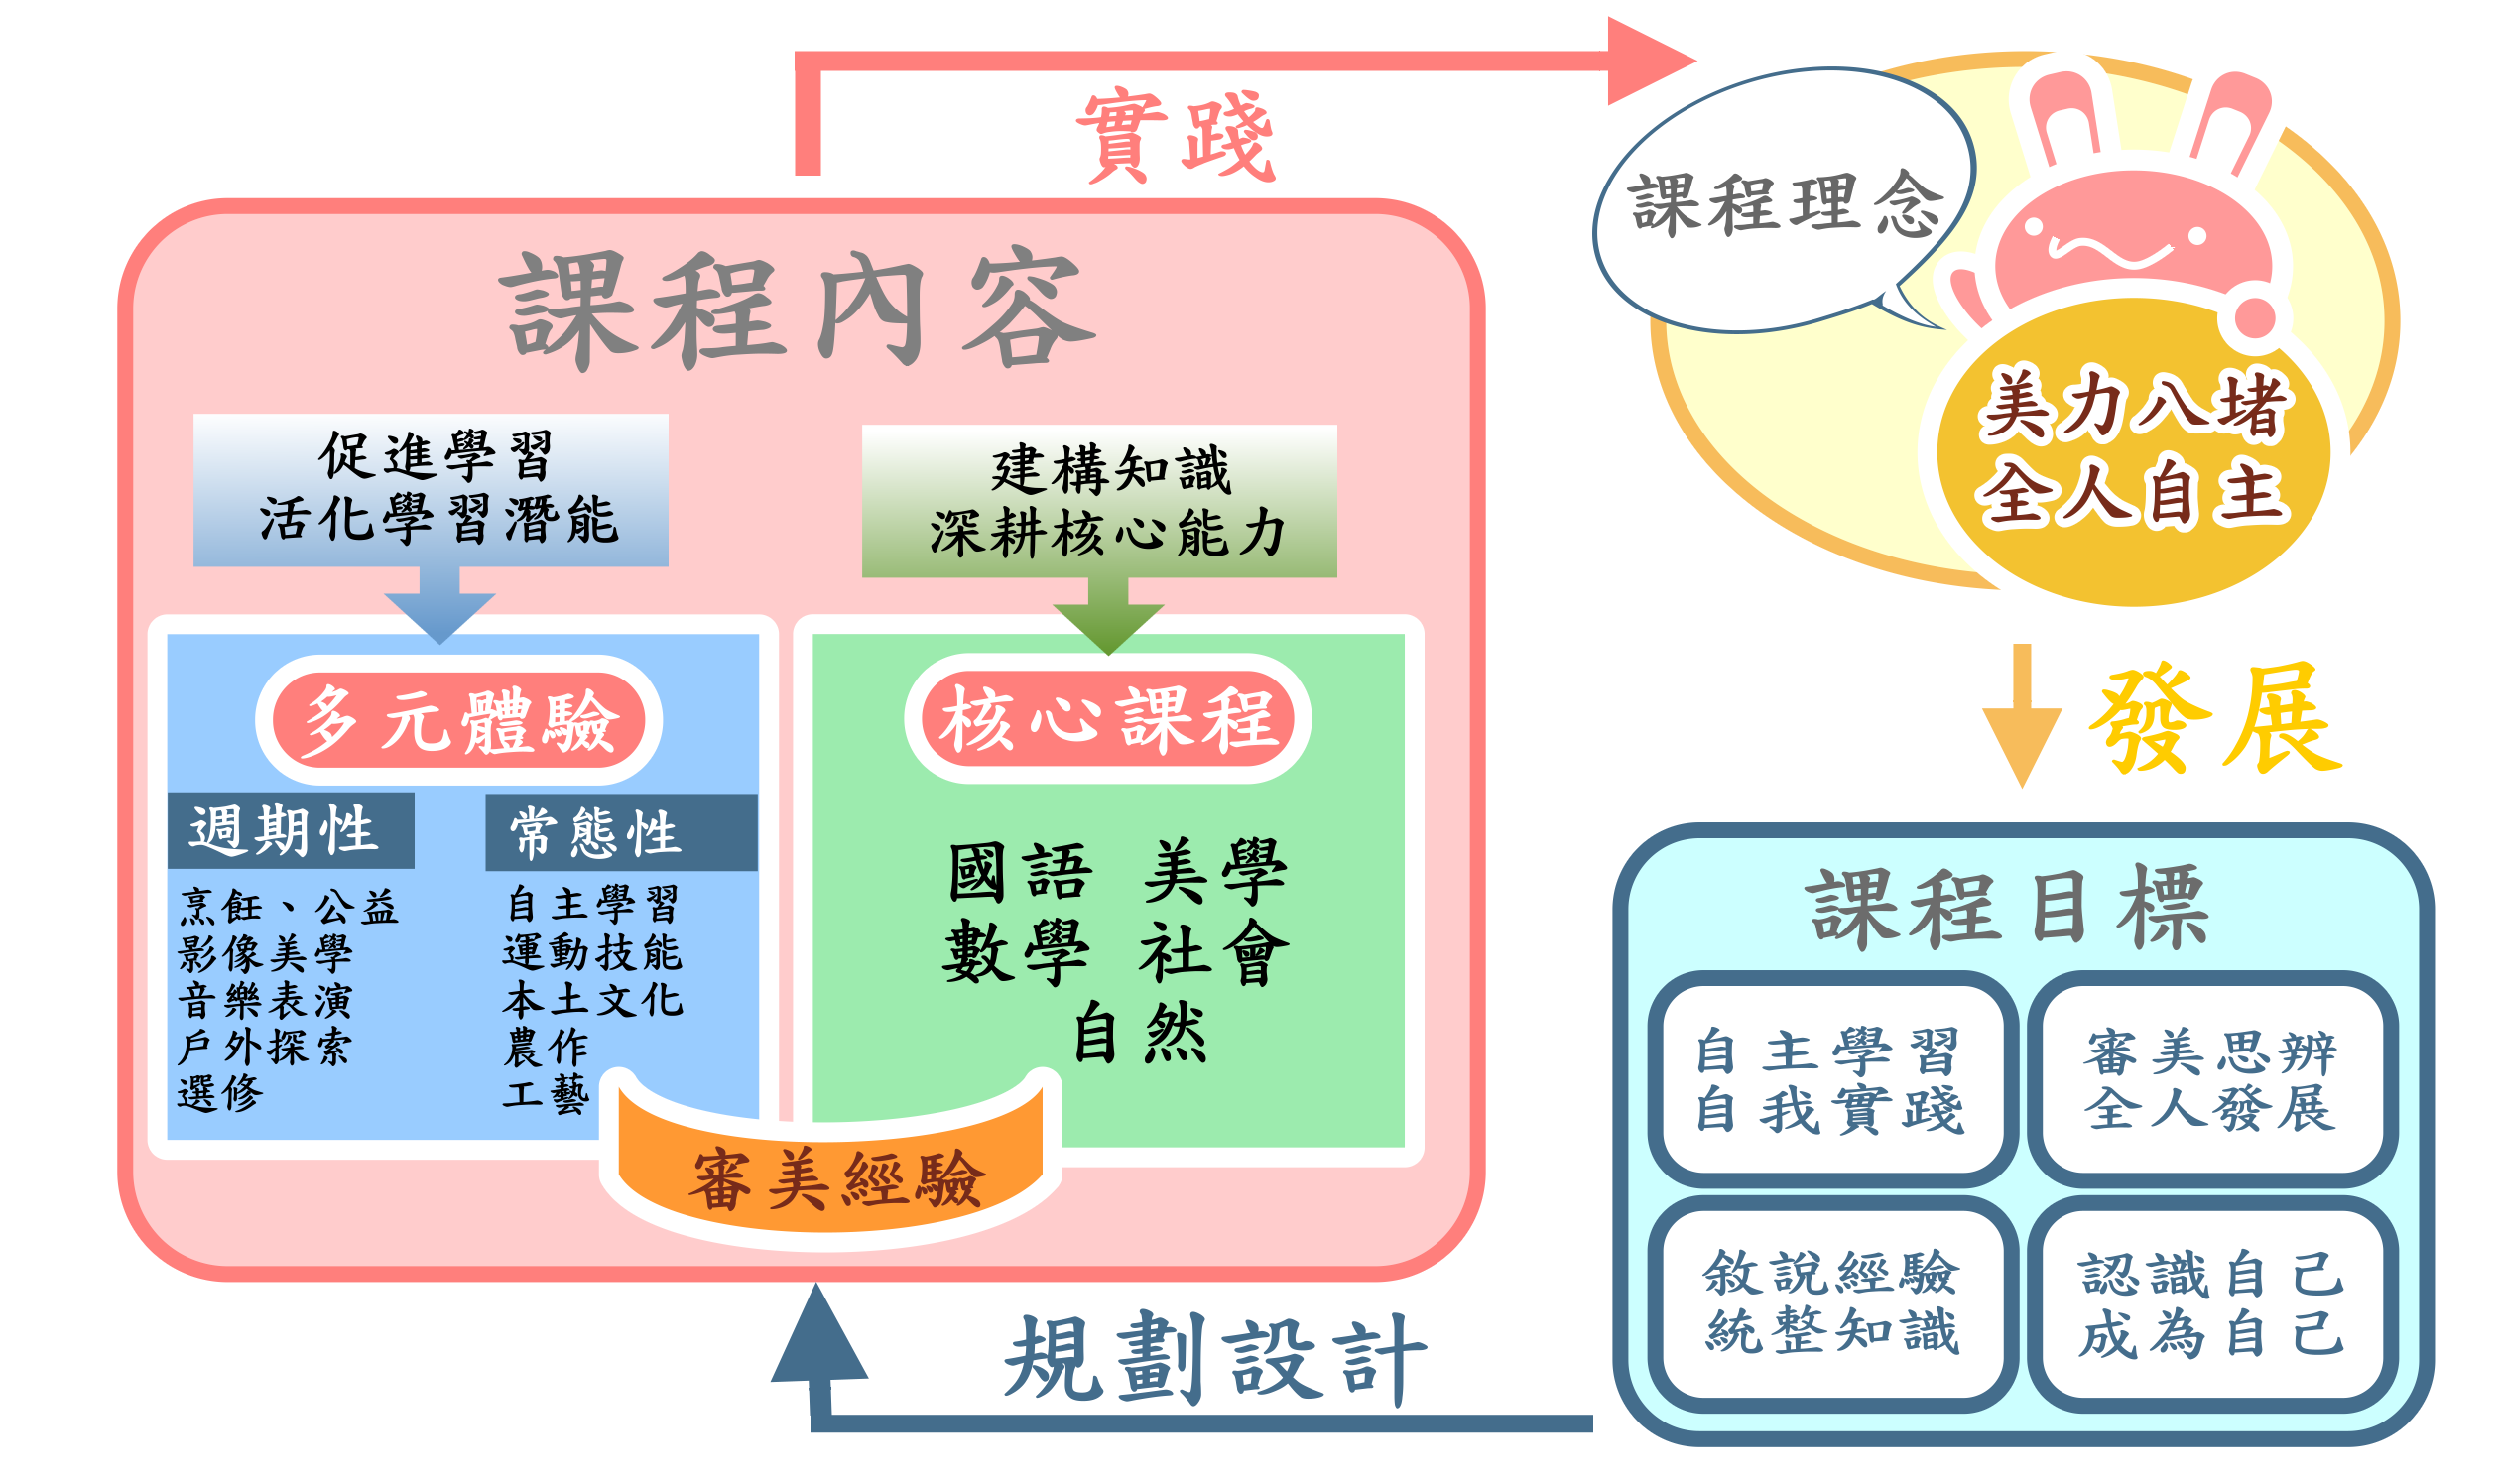 實踐
課程理念
美力八堵
全人自主
發展
課程內容
促進學習
活化學習潛能
建構知識
深耕核心能力
多元體驗
週期性
烹飪、公益
影像美學
音樂表演
戶外探索
選修
常態性
自主學習
運動技能
本土文化
農作
工藝
核心課程
國語 美學
數學 社會
自然
審美經驗
課程目標
自主學習
自我實踐
審美思辨
全人發展
敘說經驗
統整知識
認識自己
成為自己
規劃設計